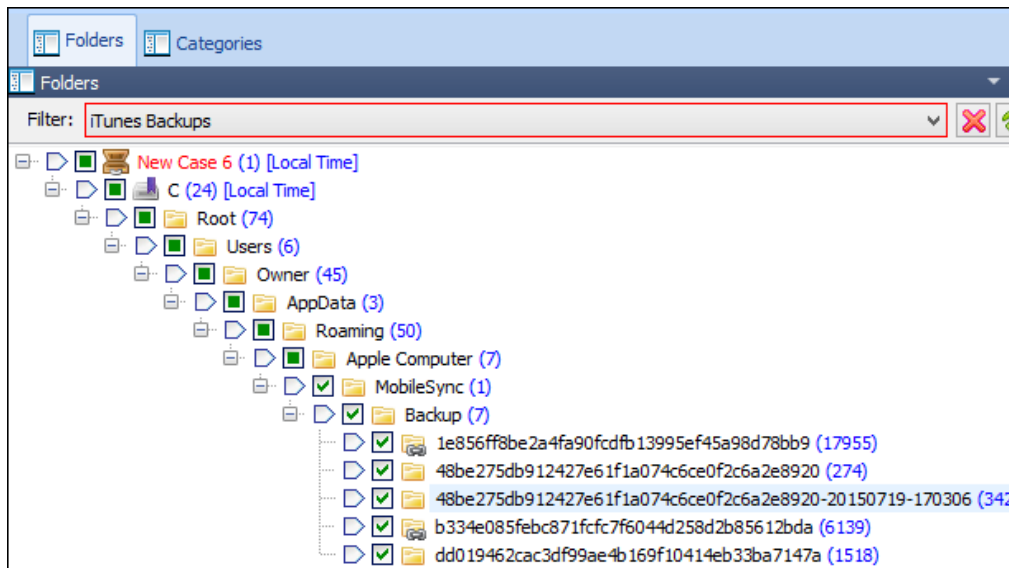 Folders Categories
Folders
Filter: iTunes Backups
New Case 6 (1) [Local Time]
C (24) [Local Time]
Root (74)
Users (6)
Owner (45)
AppData (3)
Roaming (50)
Apple Computer (7)
MobileSync (1)
Backup (7)
1e856ff8be2a4fa90fcdfb13995ef45a98d78bb9 (17955)
48be275db912427e61f1a074c6ce0f2c6a2e8920 (274)
48be275db912427e61f1a074c6ce0f2c6a2e8920-20150719-170306 (342
b334e085febc871fcfc7f6044d258d2b85612bda (6139)
dd019462cac3df99ae4b169f10414eb33ba7147a (1518)